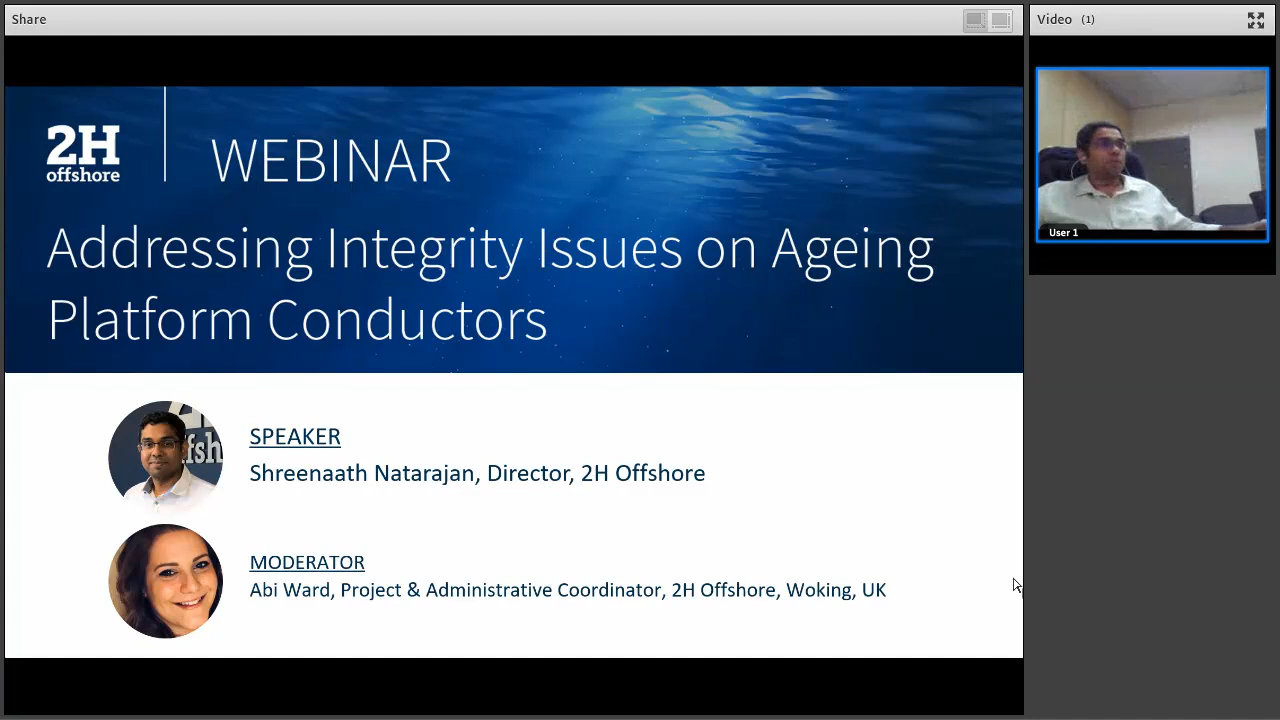 Share
Video (1)
2H
offshore
WEBINAR
Addressing Integrity Issues on Ageing
Platform Conductors
User 1
SPEAKER
Shreenaath Natarajan, Director, 2H Offshore
MODERATOR
Abi Ward, Project & Administrative Coordinator, 2H Offshore, Woking, UK